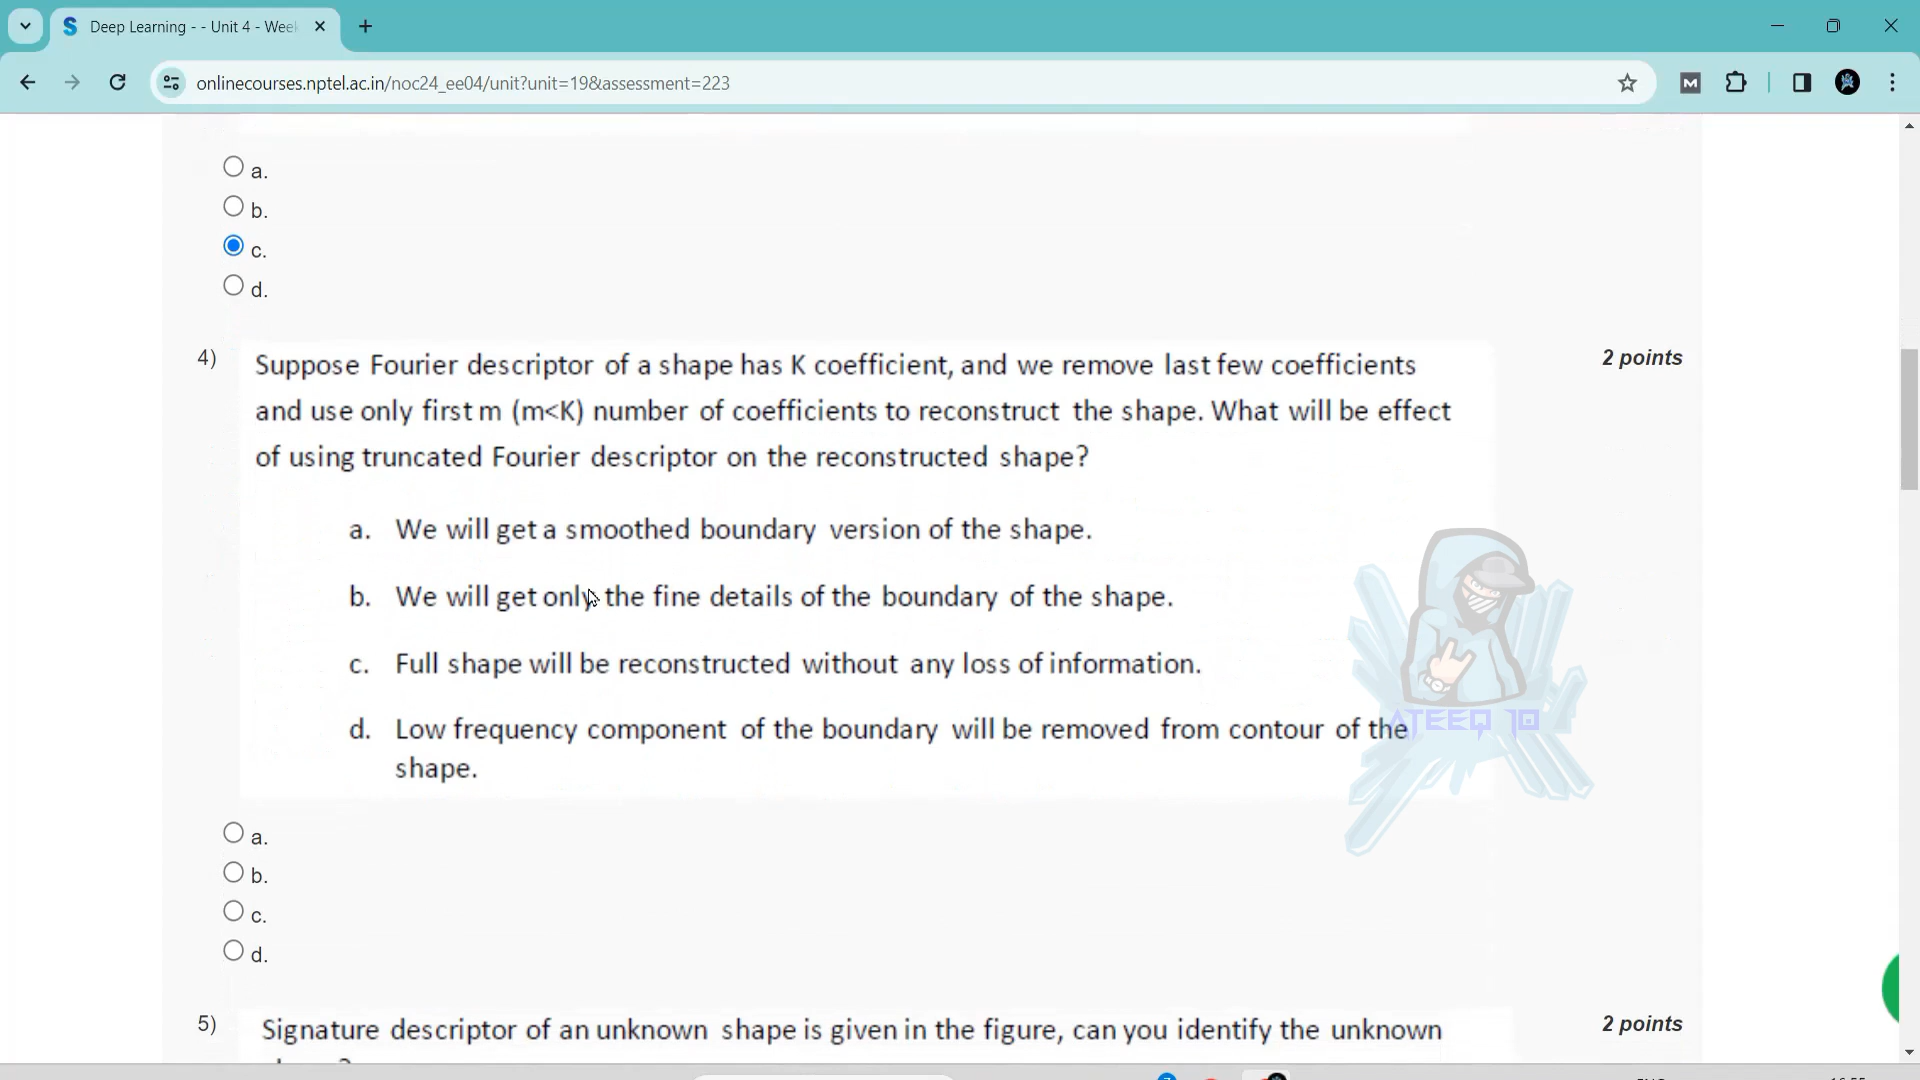 Deep Learning - - Unit 4 - Week
onlinecourses.nptel.ac.in/noc24_ee04/unit?unit=19&assessment=223
a.
b.
c.
d.
4)
Suppose Fourier descriptor of a shape has K coefficient, and we remove last few coefficients
and use only first m (m<K) number of coefficients to reconstruct the shape. What will be effect
of using truncated Fourier descriptor on the reconstructed shape?
2 points
a. We will get a smoothed boundary version of the shape.
b. We will get only the fine details of the boundary of the shape.
c. Full shape will be reconstructed without any loss of information.
d. Low frequency component of the boundary will be removed from contour of the
shape.
ATEEQ 10
a.
b.
c.
d.
5)
Signature descriptor of an unknown shape is given in the figure, can you identify the unknown
2 points